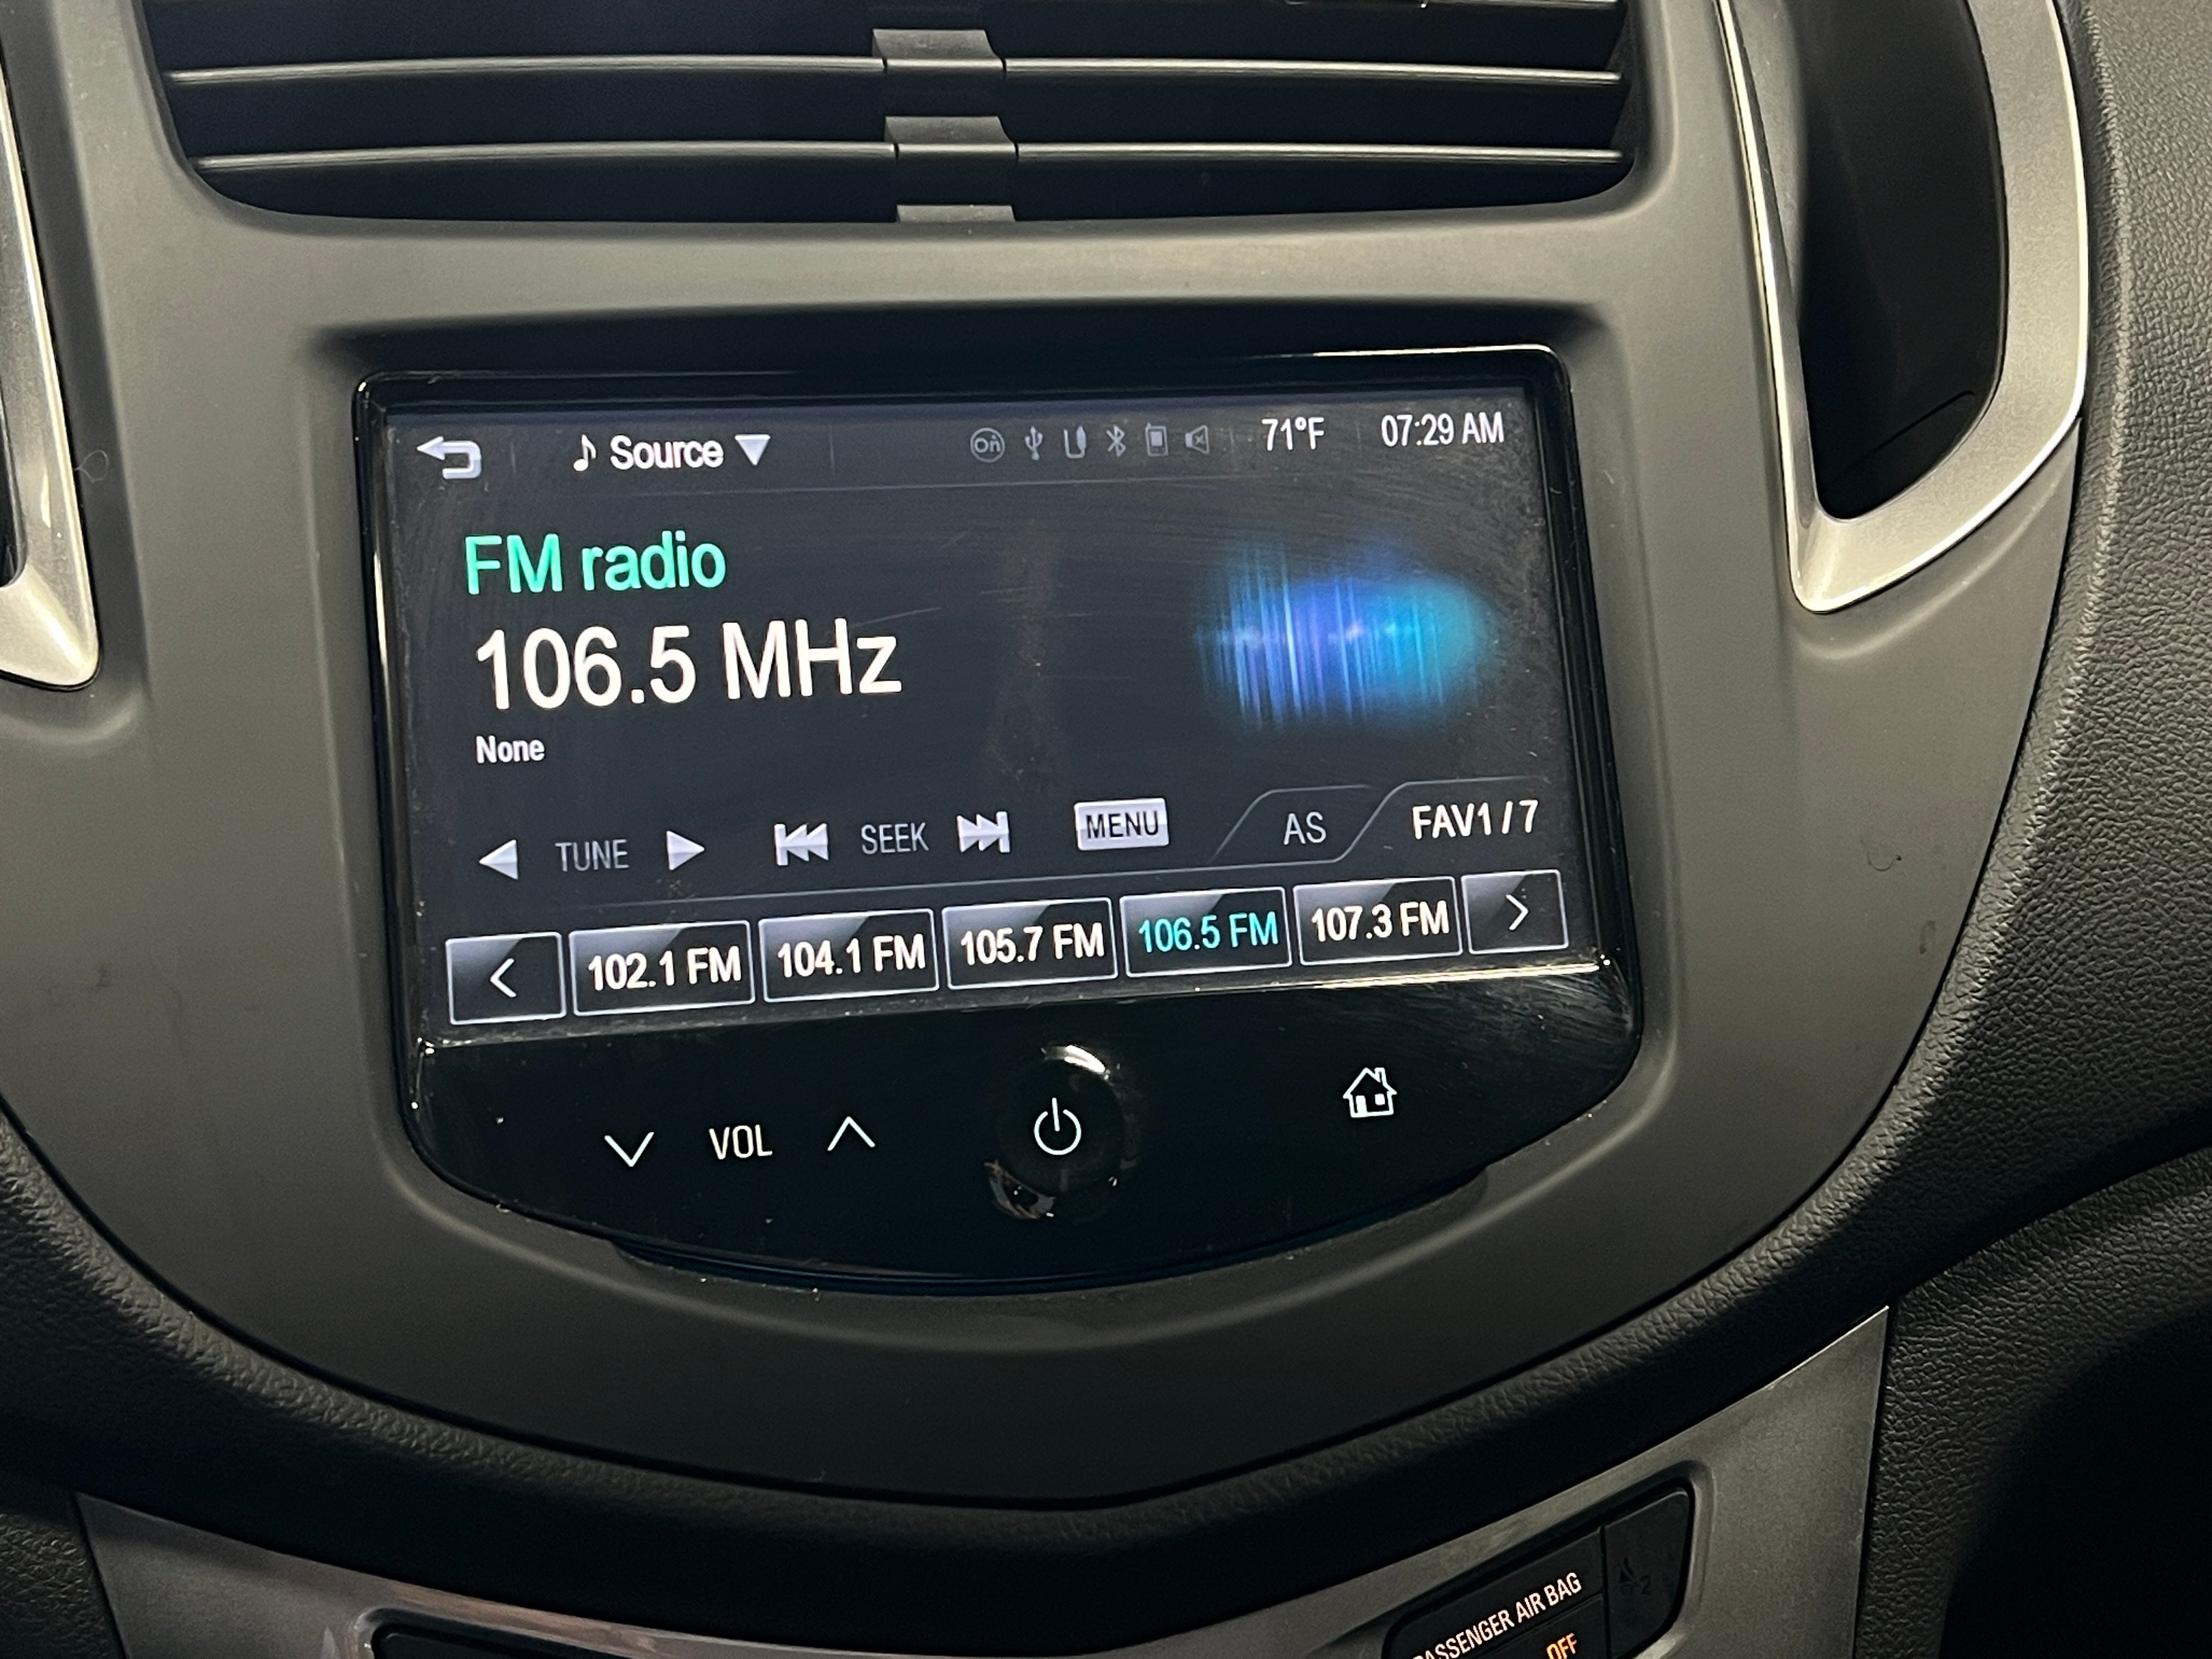 Source 71°F 07:29 AM
FM radio
106.5 MHz
None
TUNE SEEK MENU AS FAV1 / 7
102.1 FM 104.1 FM 105.7 FM 106.5 FM 107.3 FM
VOL
PASSENGER AIR BAG
OFF